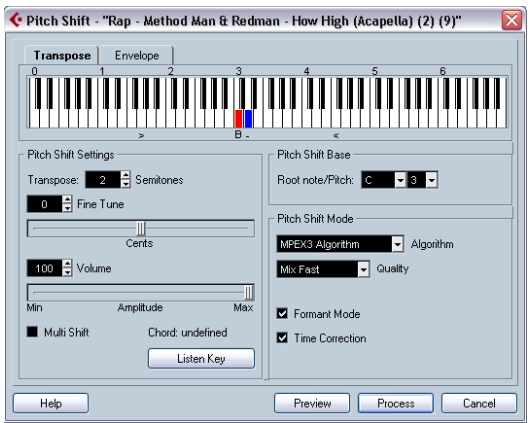 Pitch Shift - "Rap - Method Man & Redman - How High (Acapella) (2) (9)"
Transpose Envelope
0 1 2 3 4 5 6
> B - <
Pitch Shift Settings
Transpose: 2 Semitones
0 Fine Tune
Cents
100 Volume
Min Amplitude Max
Multi Shift Chord: undefined
Listen Key
Pitch Shift Base
Root note/Pitch: C 3
Pitch Shift Mode
MPEX3 Algorithm Algorithm
Mix Fast Quality
Formant Mode
Time Correction
Help Preview Process Cancel